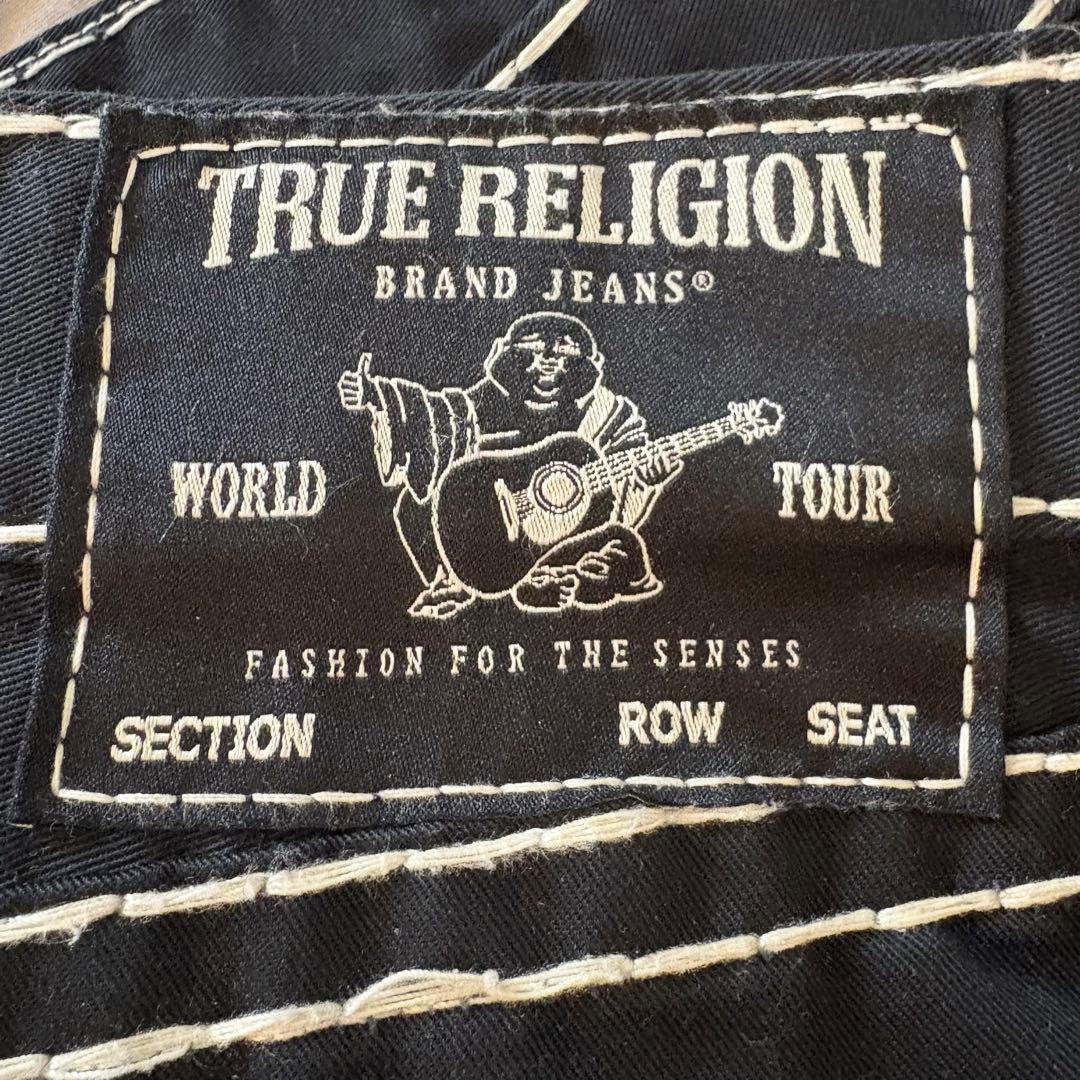 TRUE RELIGION
BRAND JEANS®
WORLD TOUR
FASHION FOR THE SENSES
SECTION ROW SEAT